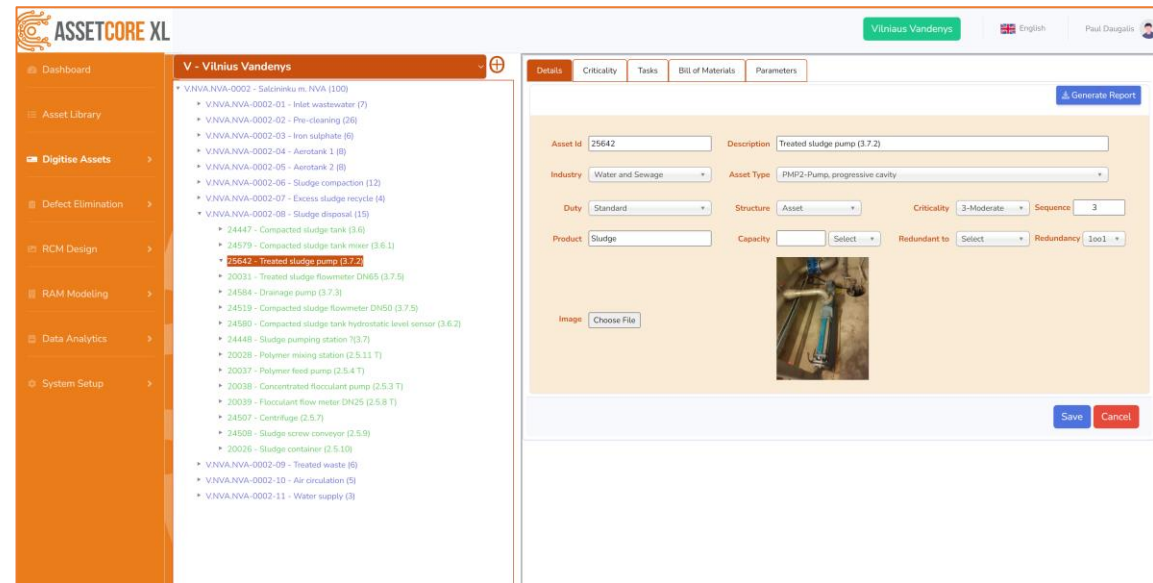 ASSETCORE XL
Vilniaus Vandenys
English
Paul Daugalis
Dashboard
Asset Library
Digitise Assets
Defect Elimination
RCM Design
RAM Modeling
Data Analytics
System Setup
V - Vilnius Vandenys
V.NVA.NVA-0002 - Salcininku m. NVA (100)
V.NVA.NVA-0002-01 - Inlet wastewater (7)
V.NVA.NVA-0002-02 - Pre-cleaning (26)
V.NVA.NVA-0002-03 - Iron sulphate (6)
V.NVA.NVA-0002-04 - Aerotank 1 (8)
V.NVA.NVA-0002-05 - Aerotank 2 (8)
V.NVA.NVA-0002-06 - Sludge compaction (12)
V.NVA.NVA-0002-07 - Excess sludge recycle (4)
V.NVA.NVA-0002-08 - Sludge disposal (15)
24447 - Compacted sludge tank (3.6)
24579 - Compacted sludge tank mixer (3.6.1)
25642 - Treated sludge pump (3.7.2)
20031 - Treated sludge flowmeter DN65 (3.7.5)
24584 - Drainage pump (3.7.3)
24519 - Compacted sludge flowmeter DN50 (3.7.5)
24580 - Compacted sludge tank hydrostatic level sensor (3.6.2)
24448 - Sludge pumping station ?(3.7)
20028 - Polymer mixing station (2.5.11 T)
20037 - Polymer feed pump (2.5.4 T)
20038 - Concentrated flocculant pump (2.5.3 T)
20039 - Flocculant flow meter DN25 (2.5.8 T)
24507 - Centrifuge (2.5.7)
24508 - Sludge screw conveyor (2.5.9)
20026 - Sludge container (2.5.10)
V.NVA.NVA-0002-09 - Treated waste (6)
V.NVA.NVA-0002-10 - Air circulation (5)
V.NVA.NVA-0002-11 - Water supply (3)
Details Criticality Tasks Bill of Materials Parameters
Generate Report
Asset Id 25642 Description Treated sludge pump (3.7.2)
Industry Water and Sewage Asset Type PMP2-Pump, progressive cavity
Duty Standard Structure Asset Criticality 3-Moderate Sequence 3
Product Sludge Capacity Select Redundant to Select Redundancy 1oo1
Image Choose File
Save Cancel